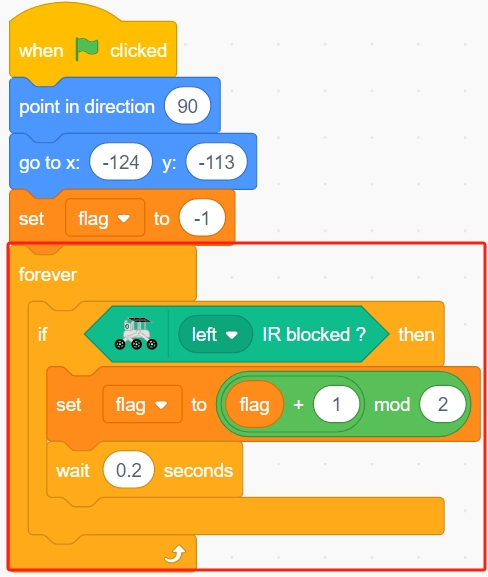 when clicked
point in direction 90
go to x: -124 y: -113
set flag to -1
forever
if left IR blocked ? then
set flag to flag + 1 mod 2
wait 0.2 seconds